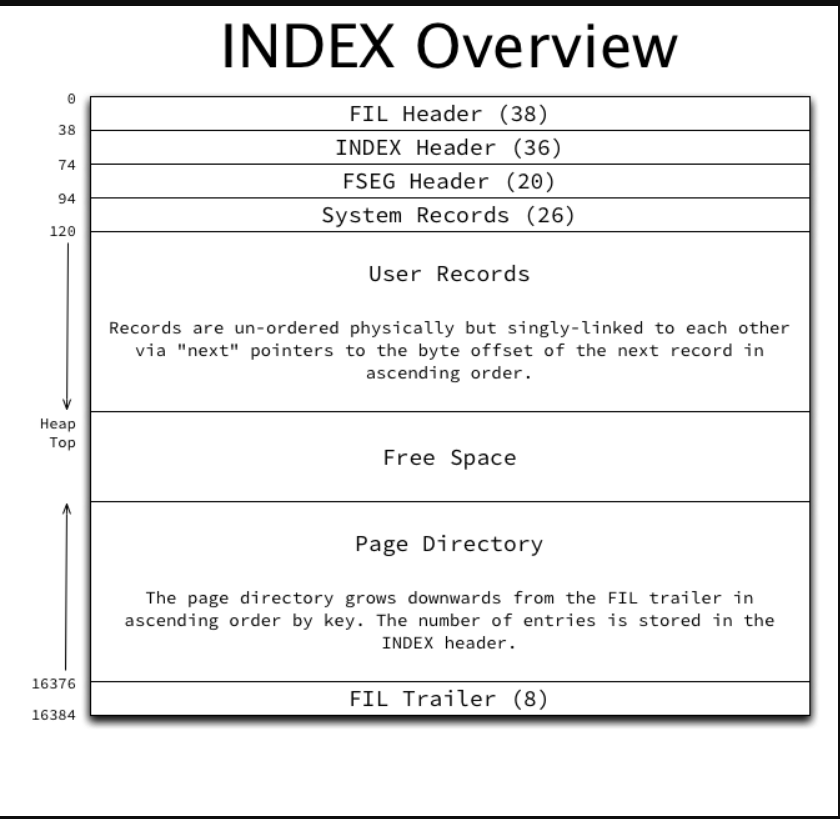 INDEX Overview
0
FIL Header (38)
38
INDEX Header (36)
74
FSEG Header (20)
94
System Records (26)
120
User Records
Records are un-ordered physically but singly-linked to each other
via "next" pointers to the byte offset of the next record in
ascending order.
Heap
Top
Free Space
Page Directory
The page directory grows downwards from the FIL trailer in
ascending order by key. The number of entries is stored in the
INDEX header.
16376
FIL Trailer (8)
16384